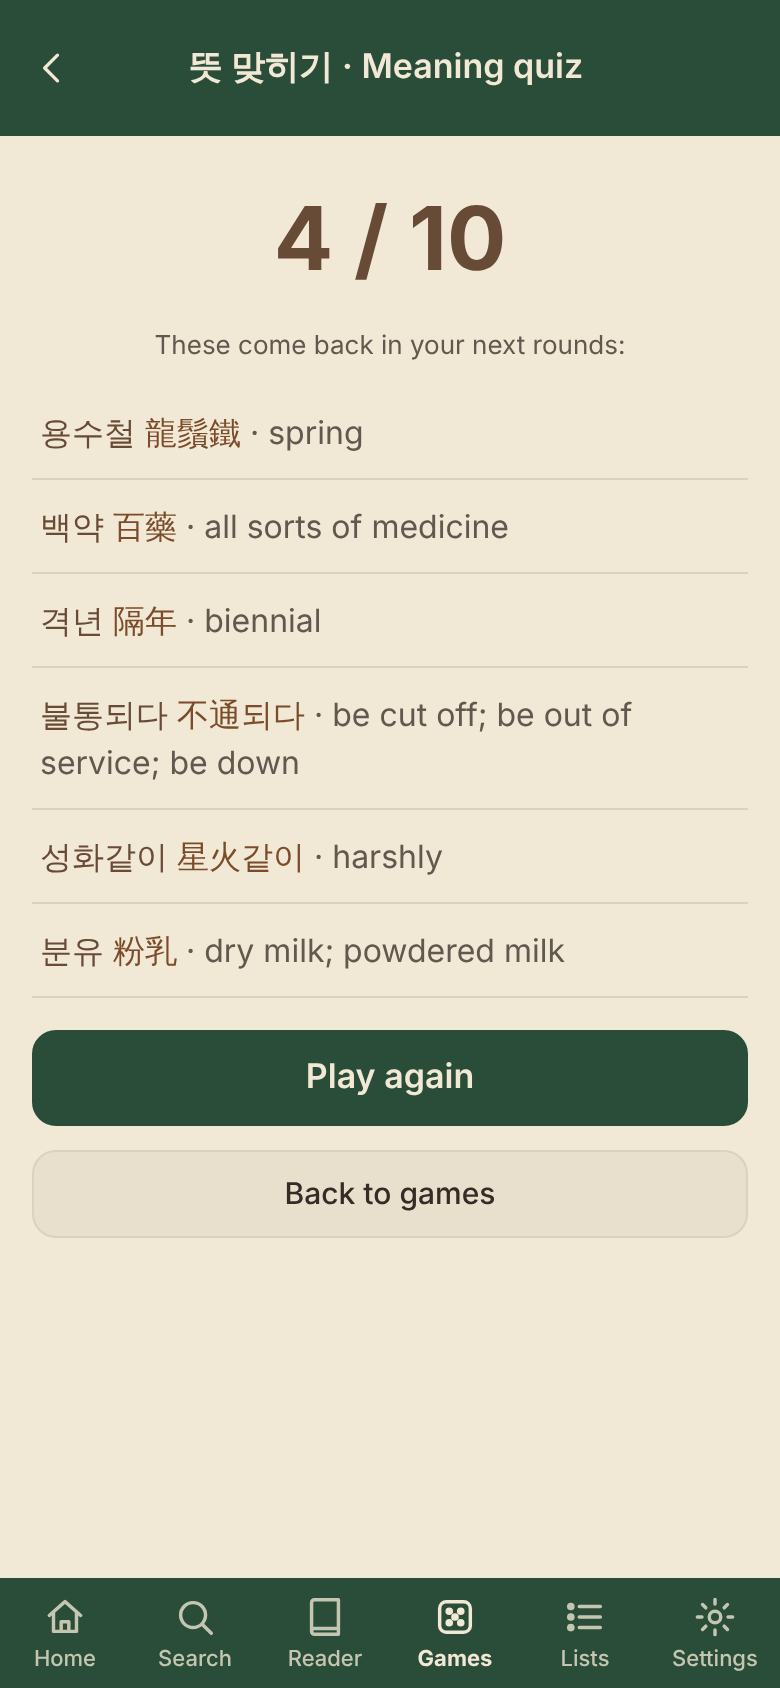 뜻 맞히기 · Meaning quiz
4 / 10
These come back in your next rounds:
용수철 龍鬚鐵 · spring
백약 百藥 · all sorts of medicine
격년 隔年 · biennial
불통되다 不通되다 · be cut off; be out of
service; be down
성화같이 星火같이 · harshly
분유 粉乳 · dry milk; powdered milk
Play again
Back to games
Home Search Reader Games Lists Settings